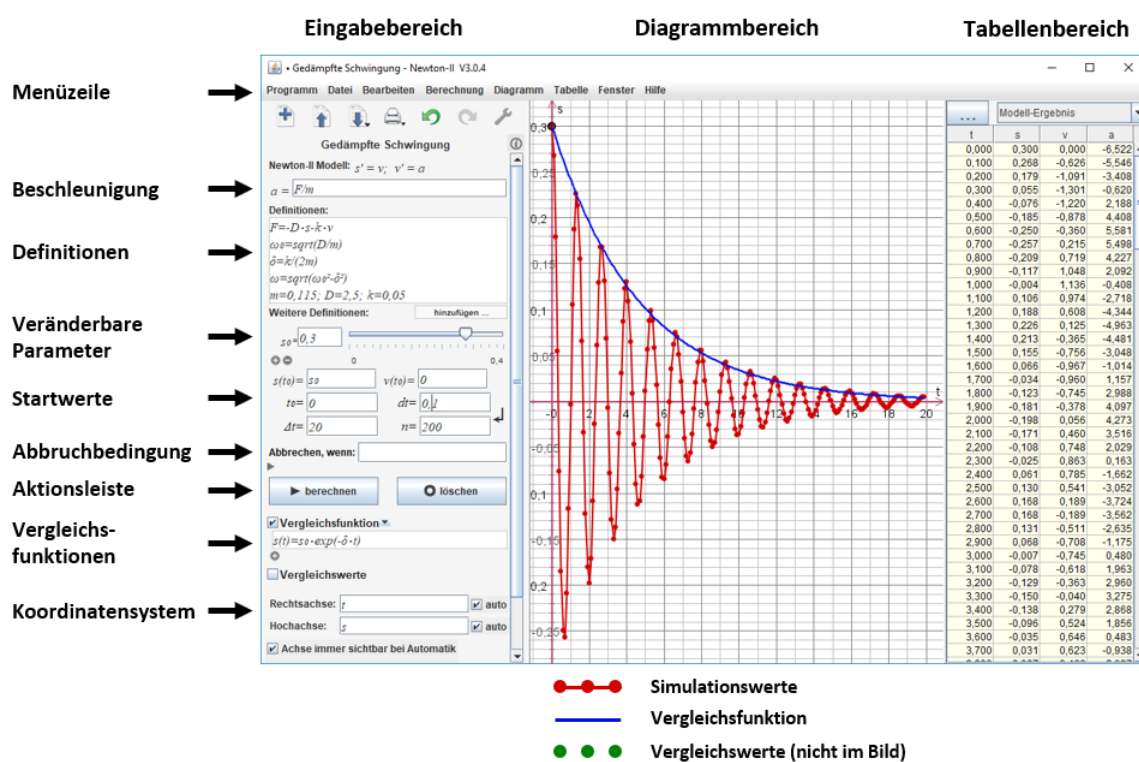 Eingabebereich
Diagrammbereich
Tabellenbereich
• Gedämpfte Schwingung - Newton-II V3.0.4
Menüzeile
Programm Datei Bearbeiten Berechnung Diagramm Tabelle Fenster Hilfe
Gedämpfte Schwingung
Newton-II Modell: s' = v; v' = a
Beschleunigung
a = F/m
Definitionen:
Definitionen
F=-D·s-k·v
ω₀=sqrt(D/m)
δ=k/(2m)
ω=sqrt(ω₀²-δ²)
m=0,115; D=2,5; k=0,05
Weitere Definitionen: hinzufügen ...
Veränderbare
Parameter
s₀= 0,3
0 0,4
Startwerte
s(t₀)= s₀ v(t₀)= 0
t₀= 0 dt= 0,1
Δt= 20 n= 200
Abbruchbedingung
Abbrechen, wenn:
Aktionsleiste
berechnen löschen
Vergleichs-
funktionen
Vergleichsfunktion
s(t)=s₀·exp(-δ·t)
Vergleichswerte
Koordinatensystem
Rechtsachse: t auto
Hochachse: s auto
Achse immer sichtbar bei Automatik
s
0,3
0,25
0,2
0,15
0,1
0,05
-0 2 4 6 8 10 12 14 16 18 20
t
-0,05
0,1
-0,15
0,2
-0,25
... Modell-Ergebnis
t s v a
0,000 0,300 0,000 -6,522
0,100 0,268 -0,626 -5,546
0,200 0,179 -1,091 -3,408
0,300 0,055 -1,301 -0,620
0,400 -0,076 -1,220 2,188
0,500 -0,185 -0,878 4,408
0,600 -0,250 -0,360 5,581
0,700 -0,257 0,215 5,498
0,800 -0,209 0,719 4,227
0,900 -0,117 1,048 2,092
1,000 -0,004 1,136 -0,408
1,100 0,106 0,974 -2,718
1,200 0,188 0,608 -4,344
1,300 0,226 0,125 -4,963
1,400 0,213 -0,365 -4,481
1,500 0,155 -0,756 -3,048
1,600 0,066 -0,967 -1,014
1,700 -0,034 -0,960 1,157
1,800 -0,123 -0,745 2,988
1,900 -0,181 -0,378 4,097
2,000 -0,198 0,056 4,273
2,100 -0,171 0,460 3,516
2,200 -0,108 0,748 2,029
2,300 -0,025 0,863 0,163
2,400 0,061 0,785 -1,662
2,500 0,130 0,541 -3,052
2,600 0,168 0,189 -3,724
2,700 0,168 -0,189 -3,562
2,800 0,131 -0,511 -2,635
2,900 0,068 -0,708 -1,175
3,000 -0,007 -0,745 0,480
3,100 -0,078 -0,618 1,963
3,200 -0,129 -0,363 2,960
3,300 -0,150 -0,040 3,275
3,400 -0,138 0,279 2,868
3,500 -0,096 0,524 1,856
3,600 -0,035 0,646 0,483
3,700 0,031 0,623 -0,938
Simulationswerte
Vergleichsfunktion
Vergleichswerte (nicht im Bild)